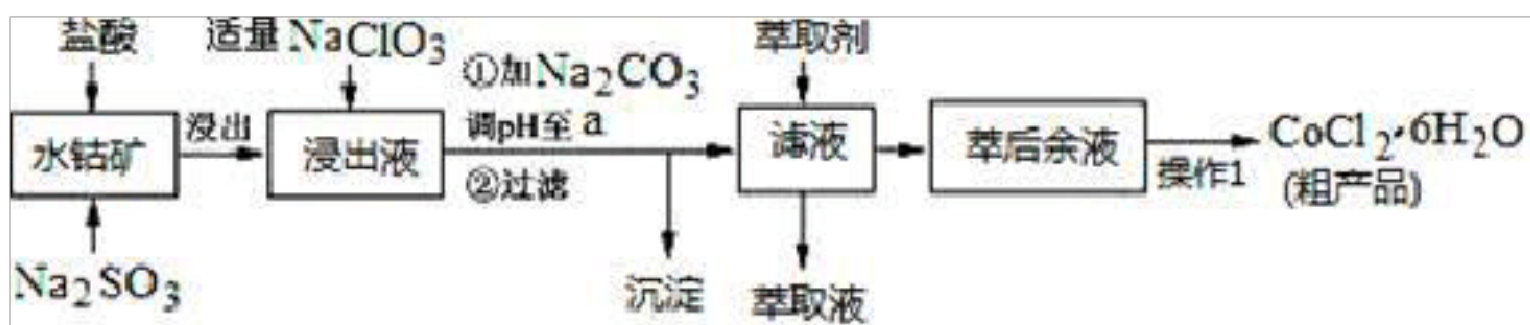 盐酸
适量NaClO₃
①加Na₂CO₃
调pH至a
②过滤
萃取剂
水钴矿
浸出
浸出液
滤液
萃后余液
操作1
CoCl₂·6H₂O
(粗产品)
Na₂SO₃
沉淀
萃取液